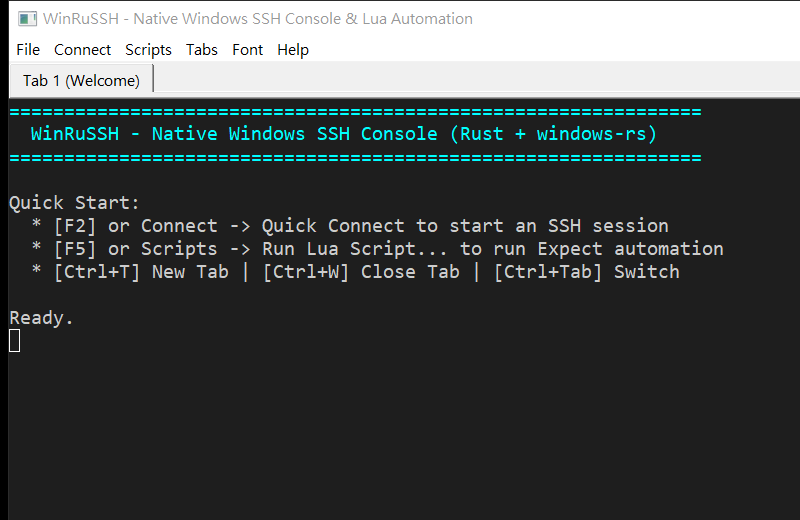 WinRuSSH - Native Windows SSH Console & Lua Automation
File Connect Scripts Tabs Font Help
Tab 1 (Welcome)
===============================================================
WinRuSSH - Native Windows SSH Console (Rust + windows-rs)
===============================================================
Quick Start:
* [F2] or Connect -> Quick Connect to start an SSH session
* [F5] or Scripts -> Run Lua Script... to run Expect automation
* [Ctrl+T] New Tab | [Ctrl+W] Close Tab | [Ctrl+Tab] Switch
Ready.